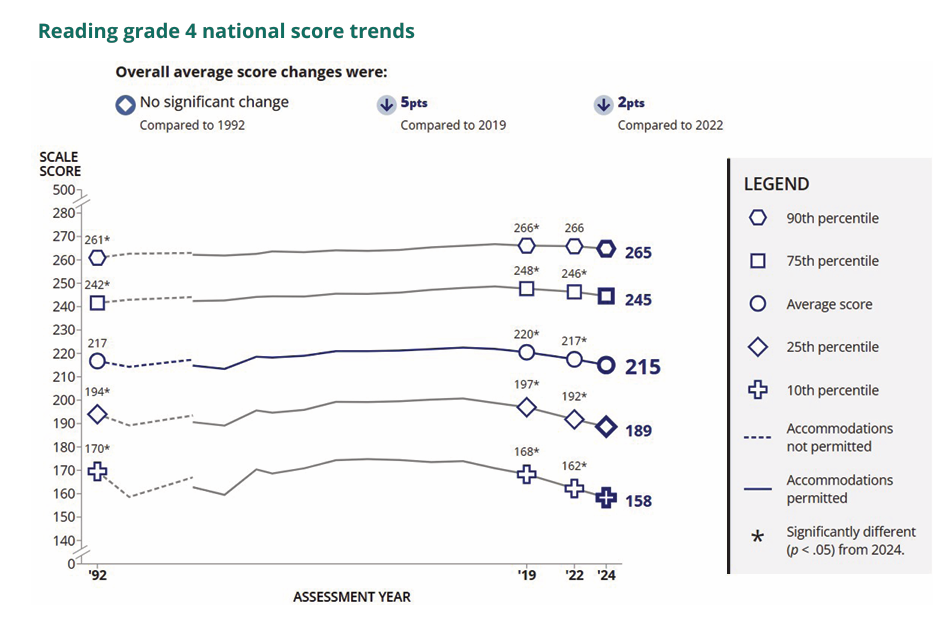 Reading grade 4 national score trends
Overall average score changes were:
No significant change
Compared to 1992
5pts
Compared to 2019
2pts
Compared to 2022
SCALE
SCORE
500
280
270
260
250
240
230
220
210
200
190
180
170
160
150
140
0
261*
266*
266
265
242*
248*
246*
245
217
220*
217*
215
194*
197*
192*
189
170*
168*
162*
158
'92
'19
'22
'24
ASSESSMENT YEAR
LEGEND
90th percentile
75th percentile
Average score
25th percentile
10th percentile
Accommodations
not permitted
Accommodations
permitted
* Significantly different
(p < .05) from 2024.